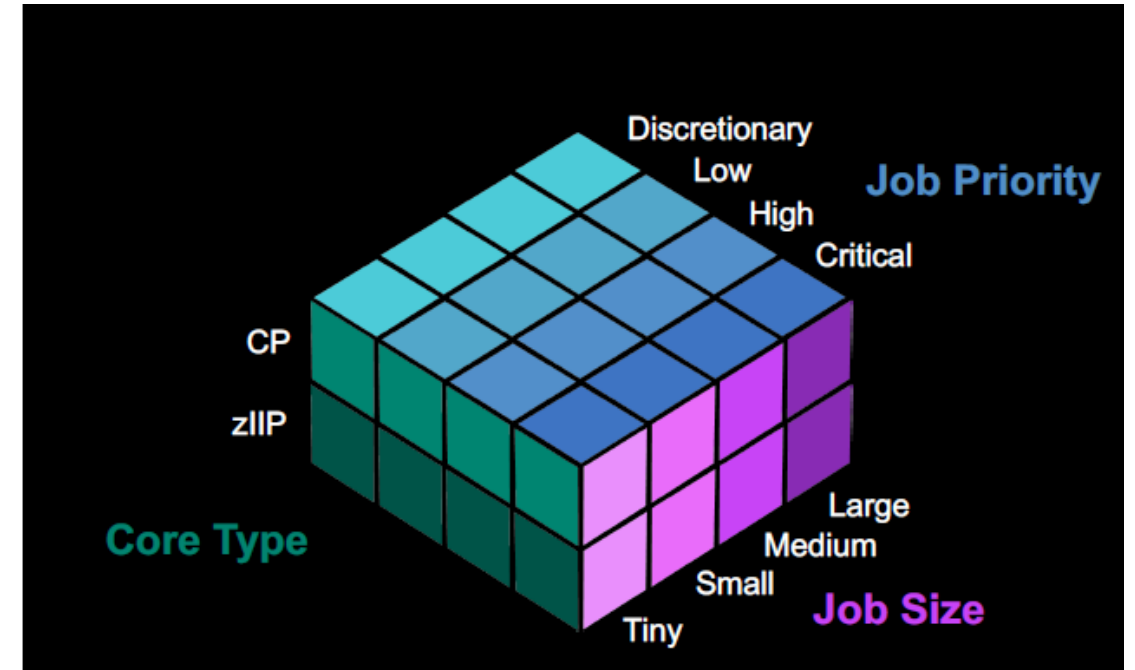 Discretionary
Low
Job Priority
High
Critical
CP
zIIP
Core Type
Large
Medium
Small
Job Size
Tiny